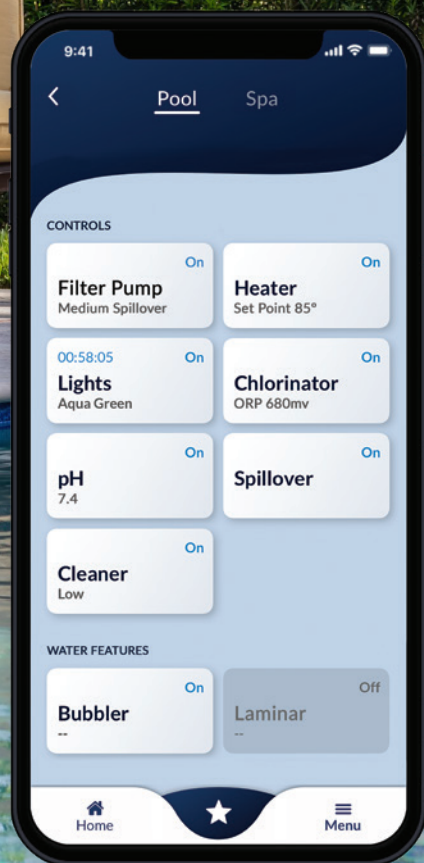 9:41
Pool Spa
CONTROLS
On
Filter Pump
Medium Spillover
On
Heater
Set Point 85°
00:58:05 On
Lights
Aqua Green
On
Chlorinator
ORP 680mv
On
pH
7.4
On
Spillover
On
Cleaner
Low
WATER FEATURES
On
Bubbler
--
Off
Laminar
--
Home
Menu